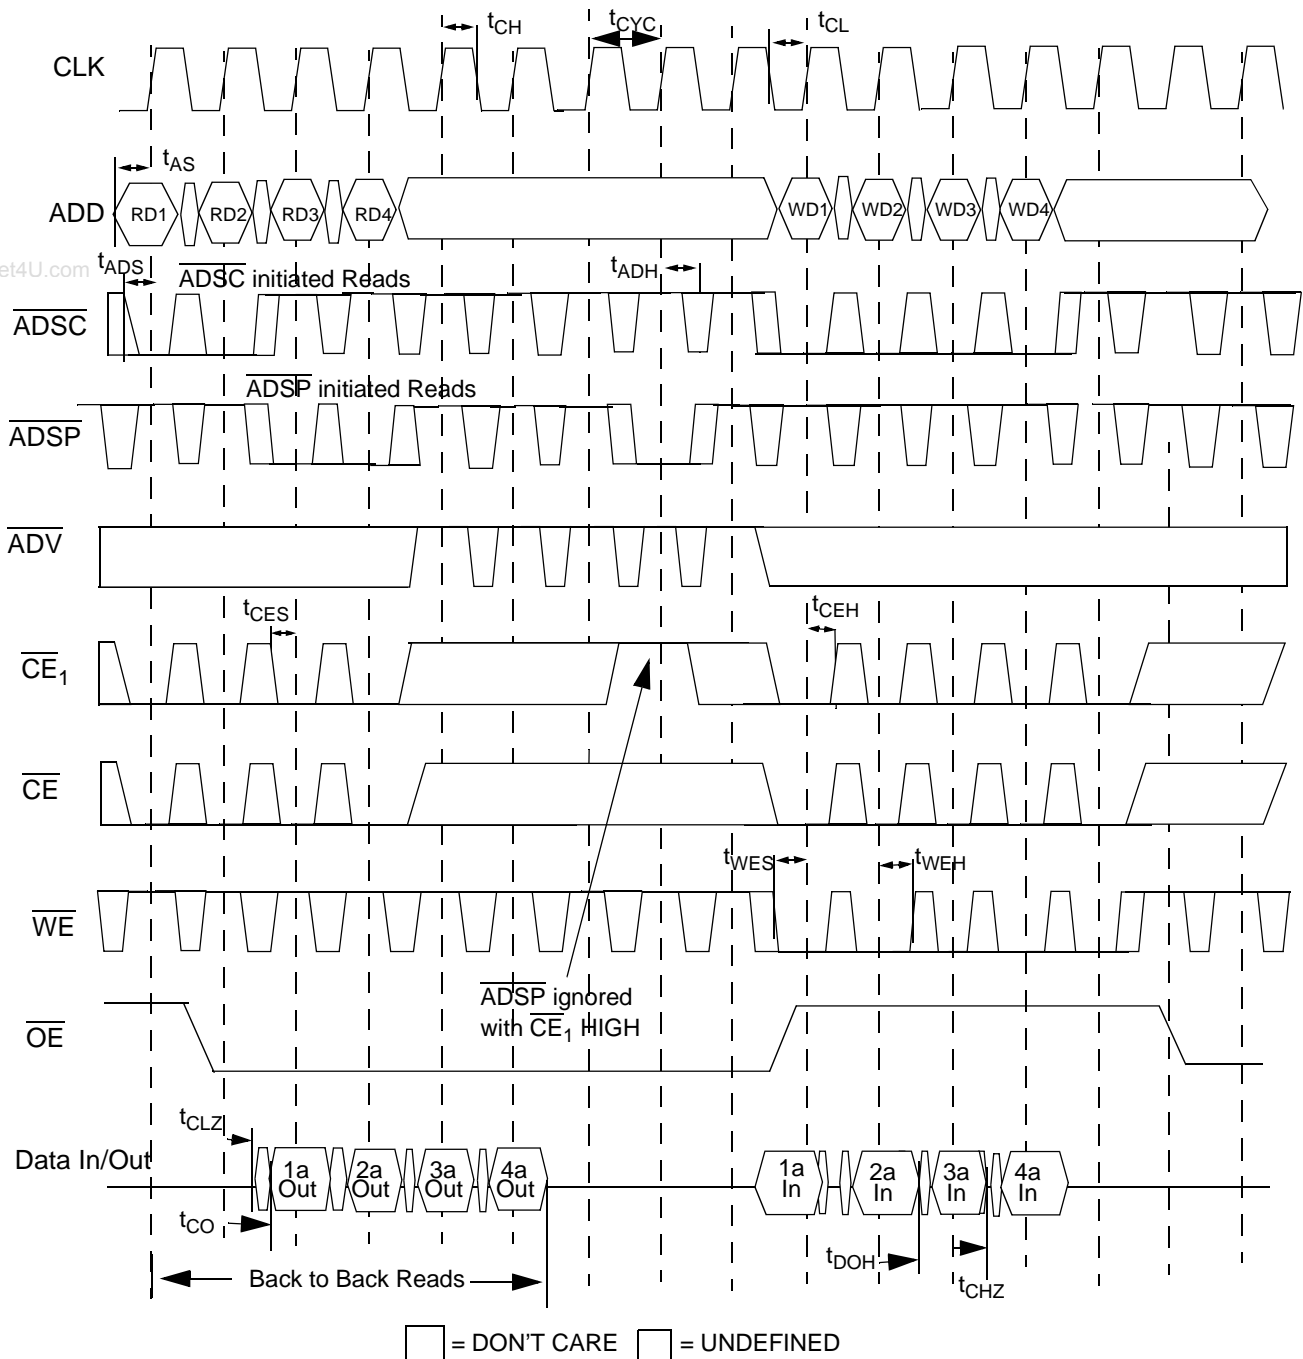 tCH
tCYC
tCL
CLK
tAS
ADD
RD1
RD2
RD3
RD4
WD1
WD2
WD3
WD4
et4U.com
tADS
ADSC initiated Reads
tADH
ADSC
ADSP initiated Reads
ADSP
ADV
tCES
tCEH
CE1
CE
tWES
tWEH
WE
ADSP ignored
with CE1 HIGH
OE
tCLZ
Data In/Out
1a Out
2a Out
3a Out
4a Out
1a In
2a In
3a In
4a In
tCO
tDOH
tCHZ
Back to Back Reads
= DON'T CARE
= UNDEFINED